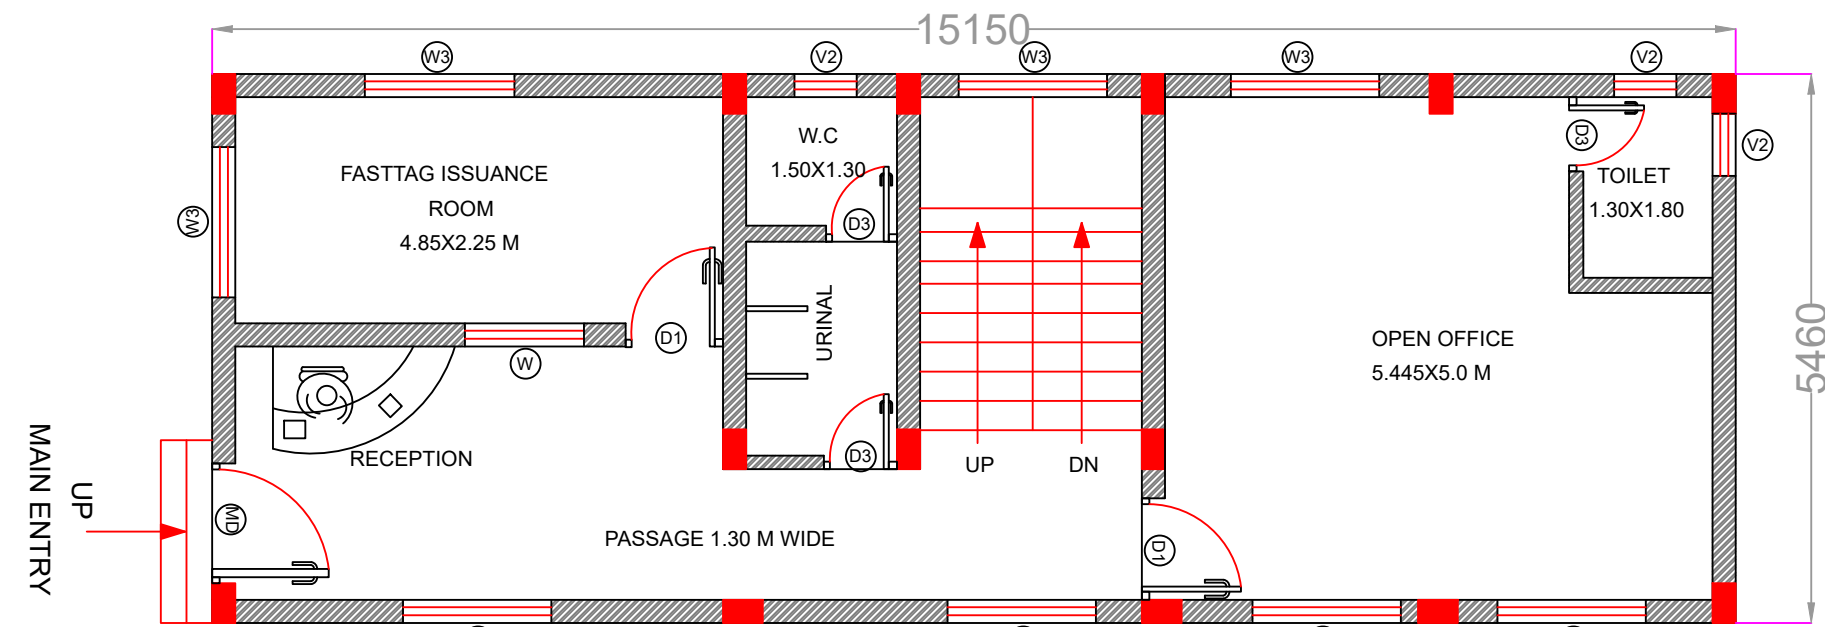 15150
W3
V2
W3
W3
V2
W.C
1.50X1.30
D3
V2
FASTTAG ISSUANCE
ROOM
4.85X2.25 M
TOILET
1.30X1.80
W3
D3
URINAL
D1
W
OPEN OFFICE
5.445X5.0 M
5460
RECEPTION
D3
UP
DN
MAIN ENTRY
UP
MD
PASSAGE 1.30 M WIDE
D1